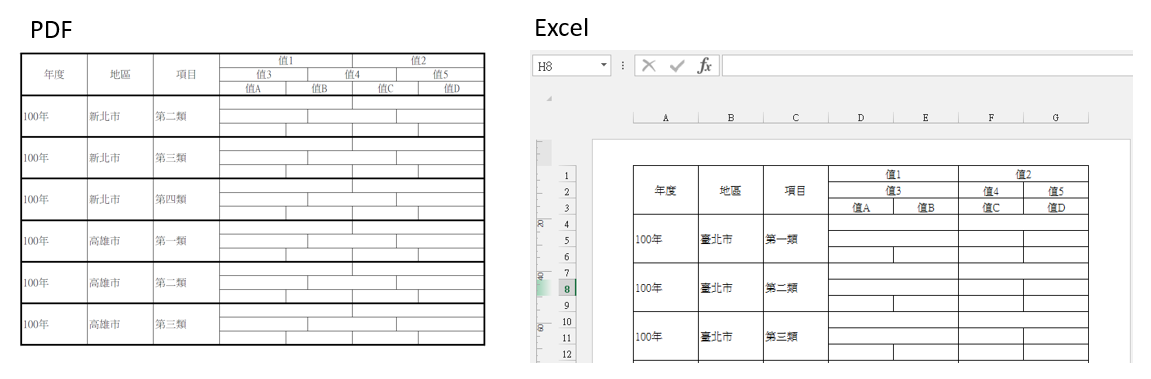 PDF
Excel
值1 值2
年度 地區 項目 值3 值4 值5
值A 值B 值C 值D
100年 新北市 第二類
100年 新北市 第三類
100年 新北市 第四類
100年 高雄市 第一類
100年 高雄市 第二類
100年 高雄市 第三類
H8 fx
A B C D E F G
1 值1 值2
2 年度 地區 項目 值3 值4 值5
3 值A 值B 值C 值D
4
20
5 100年 臺北市 第一類
6
7
40
8 100年 臺北市 第二類
9
10
60
11 100年 臺北市 第三類
12